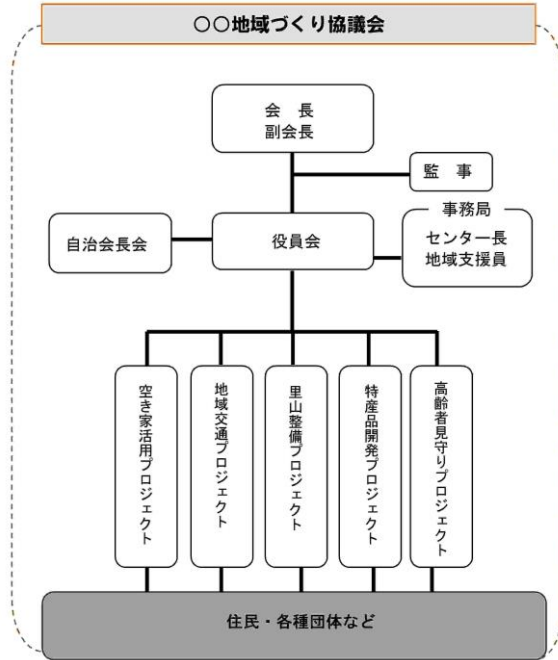 〇〇地域づくり協議会
会　長
副会長
監　事
事務局
自治会長会
役員会
センター長
地域支援員
空き家活用プロジェクト
地域交通プロジェクト
里山整備プロジェクト
特産品開発プロジェクト
高齢者見守りプロジェクト
住民・各種団体など